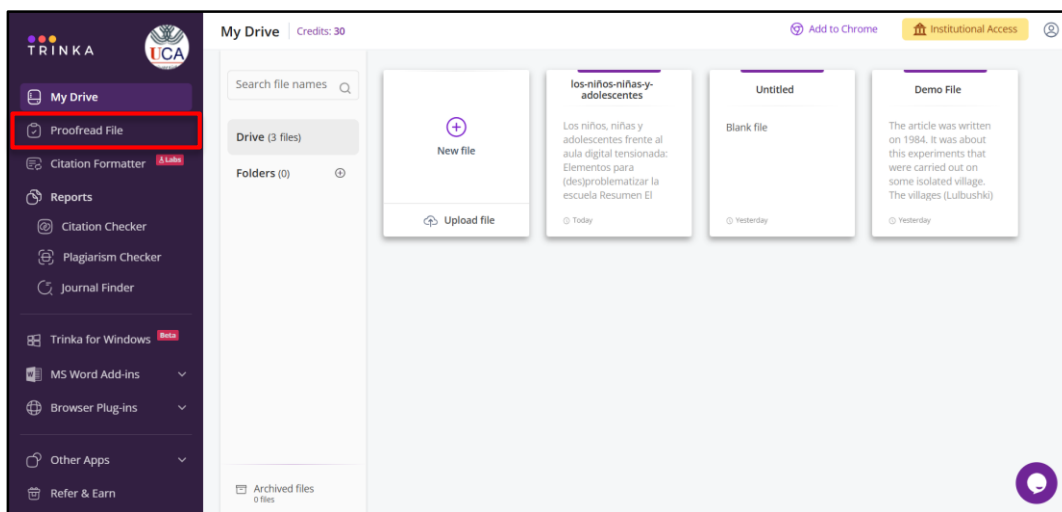 TRINKA
UCA
My Drive
Proofread File
Citation Formatter Labs
Reports
Citation Checker
Plagiarism Checker
Journal Finder
Trinka for Windows Beta
MS Word Add-ins
Browser Plug-ins
Other Apps
Refer & Earn
My Drive Credits: 30
Add to Chrome
Institutional Access
Search file names
Drive (3 files)
Folders (0)
Archived files
0 files
New file
Upload file
los-niños-niñas-y-
adolescentes
Los niños, niñas y
adolescentes frente al
aula digital tensionada:
Elementos para
(des)problematizar la
escuela Resumen El
Today
Untitled
Blank file
Yesterday
Demo File
The article was written
on 1984. It was about
this experiments that
were carried out on
some isolated village.
The villages (Lulbushki)
Yesterday